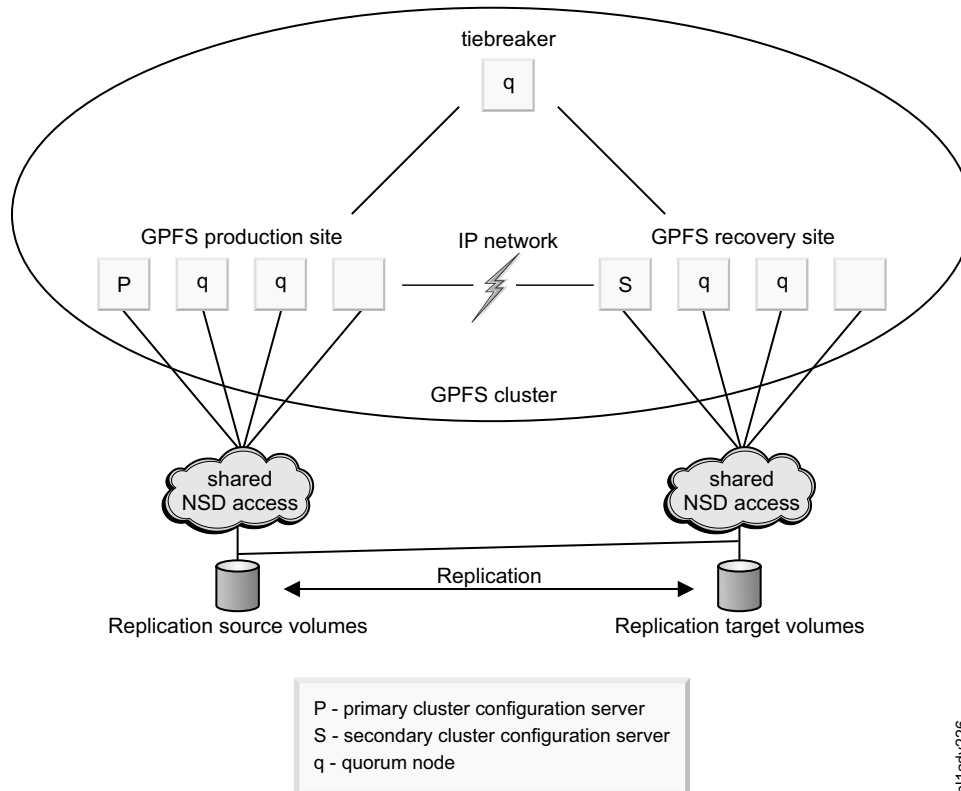 tiebreaker
q
GPFS production site
IP network
GPFS recovery site
P
q
q
S
q
q
GPFS cluster
shared
NSD access
shared
NSD access
Replication
Replication source volumes
Replication target volumes
P - primary cluster configuration server
S - secondary cluster configuration server
q - quorum node